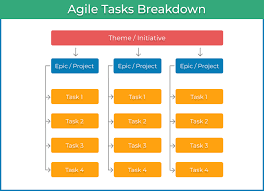 Agile Tasks Breakdown
Theme / Initiative
Epic / Project Epic / Project Epic / Project
Task 1 Task 1 Task 1
Task 2 Task 2 Task 2
Task 3 Task 3 Task 3
Task 4 Task 4 Task 4